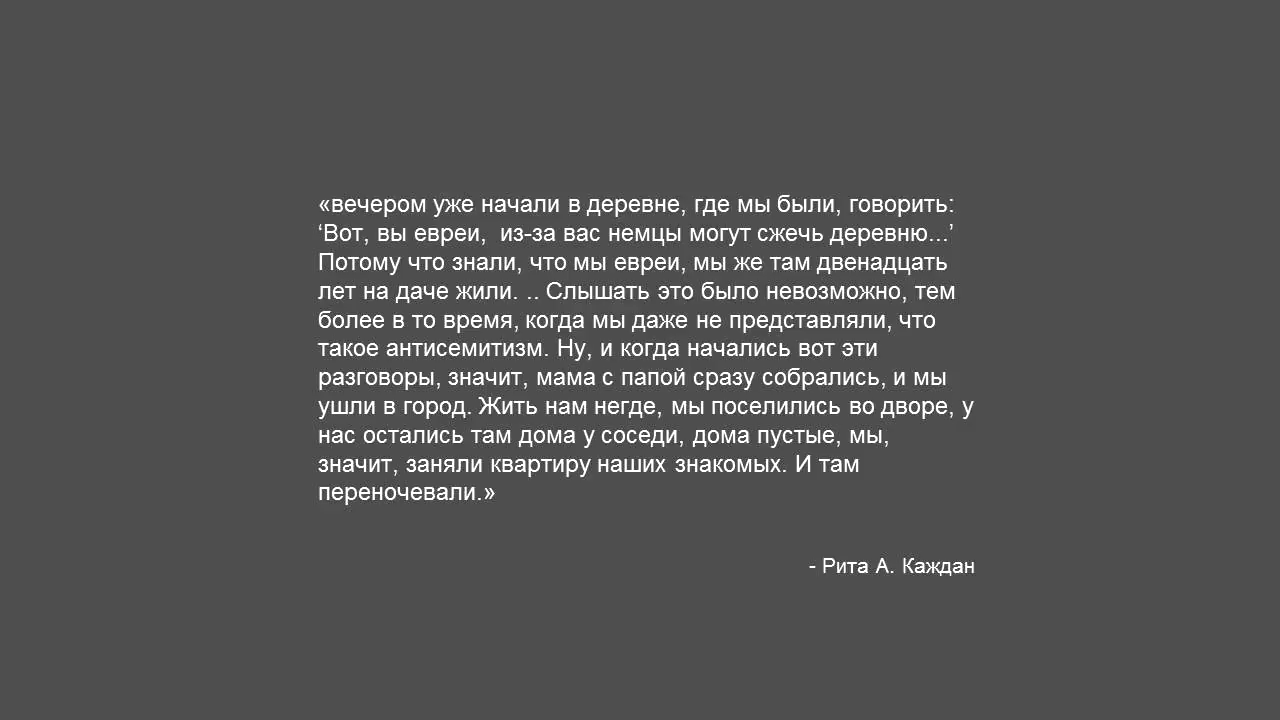 «вечером уже начали в деревне, где мы были, говорить:
‘Вот, вы евреи,  из-за вас немцы могут сжечь деревню...’
Потому что знали, что мы евреи, мы же там двенадцать
лет на даче жили. .. Слышать это было невозможно, тем
более в то время, когда мы даже не представляли, что
такое антисемитизм. Ну, и когда начались вот эти
разговоры, значит, мама с папой сразу собрались, и мы
ушли в город. Жить нам негде, мы поселились во дворе, у
нас остались там дома у соседи, дома пустые, мы,
значит, заняли квартиру наших знакомых. И там
переночевали.»
- Рита А. Каждан